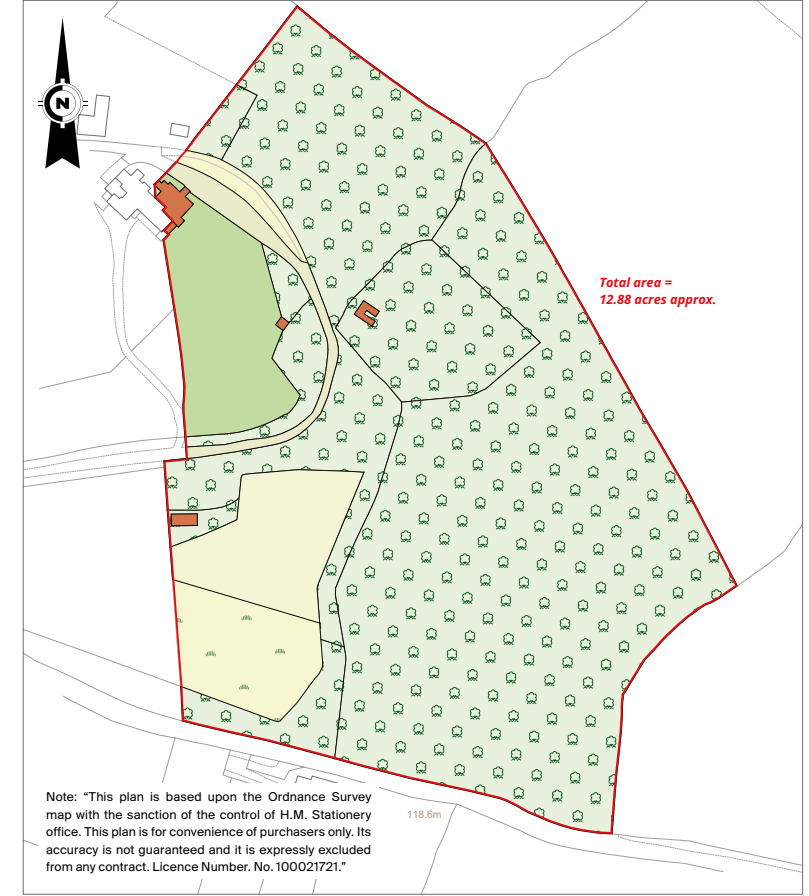 N
Total area =
12.88 acres approx.
Note: “This plan is based upon the Ordnance Survey
map with the sanction of the control of H.M. Stationery
office. This plan is for convenience of purchasers only. Its
accuracy is not guaranteed and it is expressly excluded
from any contract. Licence Number. No. 100021721.”
118.6m